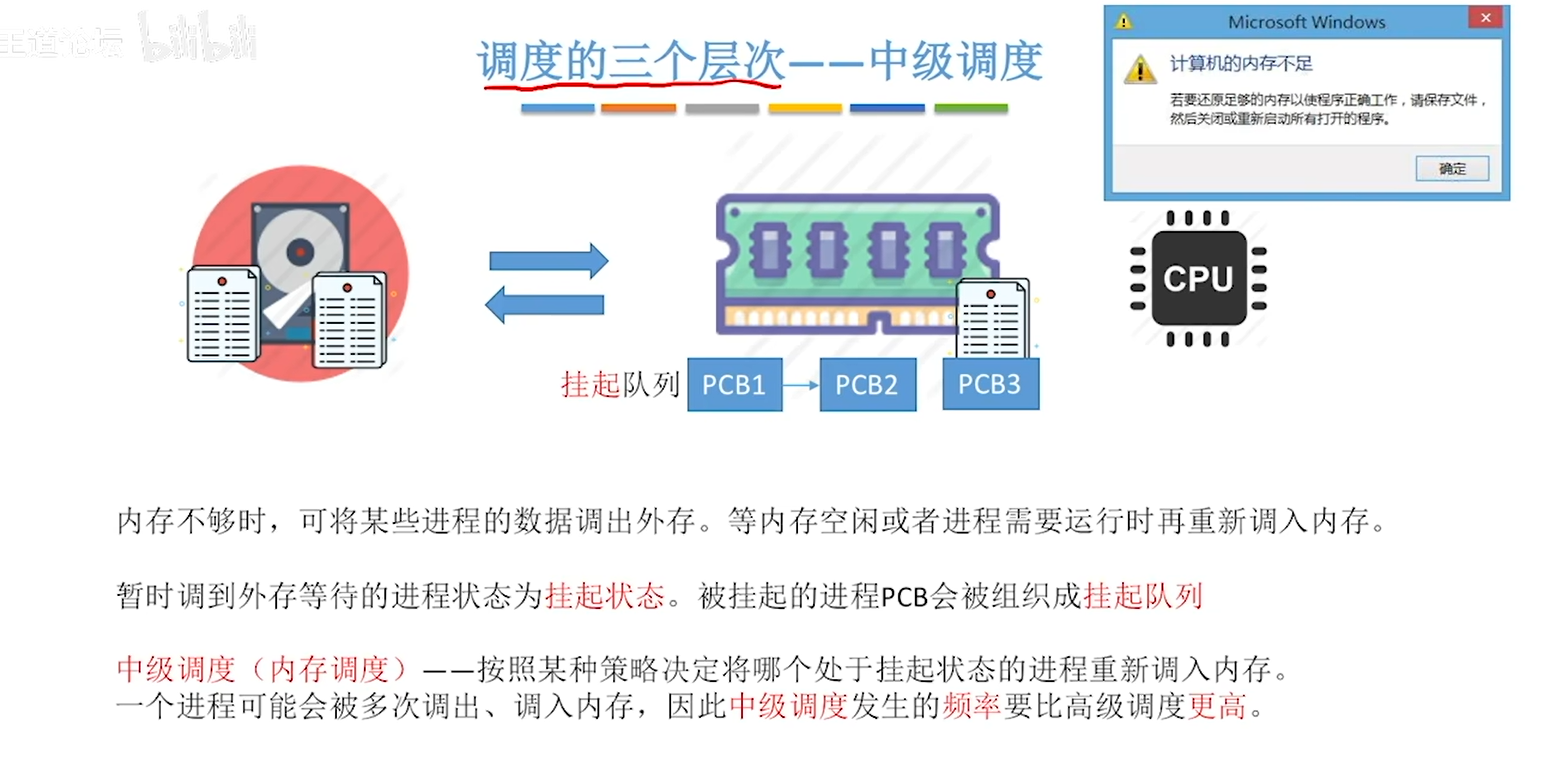 王道论坛 bilibili
调度的三个层次——中级调度
Microsoft Windows
计算机的内存不足
若要还原足够的内存以使程序正确工作，请保存文件，
然后关闭或重新启动所有打开的程序。
确定
CPU
挂起队列 PCB1 PCB2 PCB3
内存不够时，可将某些进程的数据调出外存。等内存空闲或者进程需要运行时再重新调入内存。
暂时调到外存等待的进程状态为挂起状态。被挂起的进程PCB会被组织成挂起队列
中级调度（内存调度）——按照某种策略决定将哪个处于挂起状态的进程重新调入内存。
一个进程可能会被多次调出、调入内存，因此中级调度发生的频率要比高级调度更高。